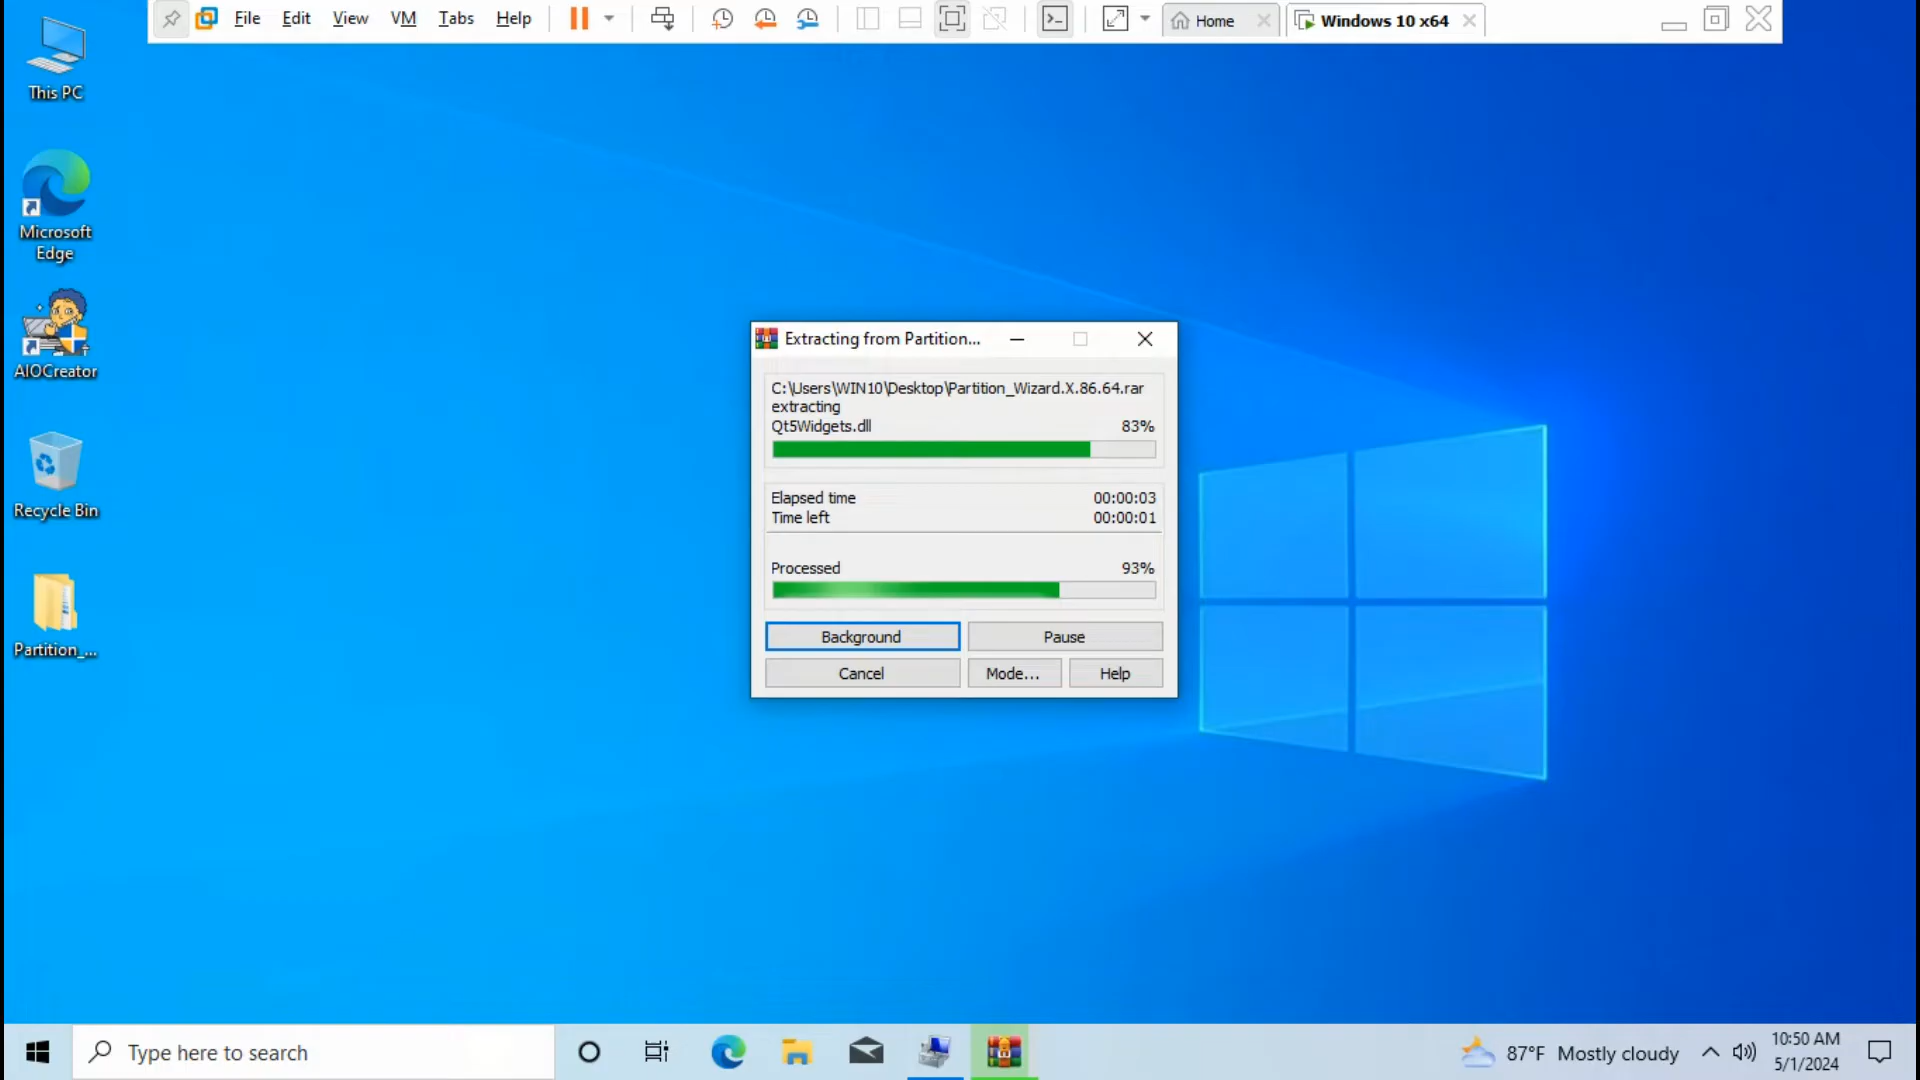 File Edit View VM Tabs Help Home Windows 10 x64
This PC
Microsoft
Edge
AIOCreator
Recycle Bin
Partition_...
Extracting from Partition...
C:\Users\WIN10\Desktop\Partition_Wizard.X.86.64.rar
extracting
Qt5Widgets.dll 83%
Elapsed time 00:00:03
Time left 00:00:01
Processed 93%
Background Pause
Cancel Mode... Help
Type here to search
87°F Mostly cloudy
10:50 AM
5/1/2024